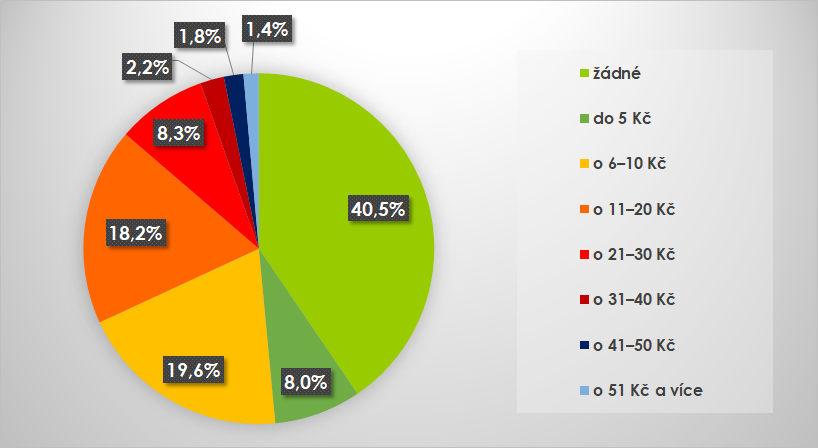 1,8%
1,4%
2,2%
8,3%
40,5%
18,2%
19,6%
8,0%
žádné
do 5 Kč
o 6–10 Kč
o 11–20 Kč
o 21–30 Kč
o 31–40 Kč
o 41–50 Kč
o 51 Kč a více